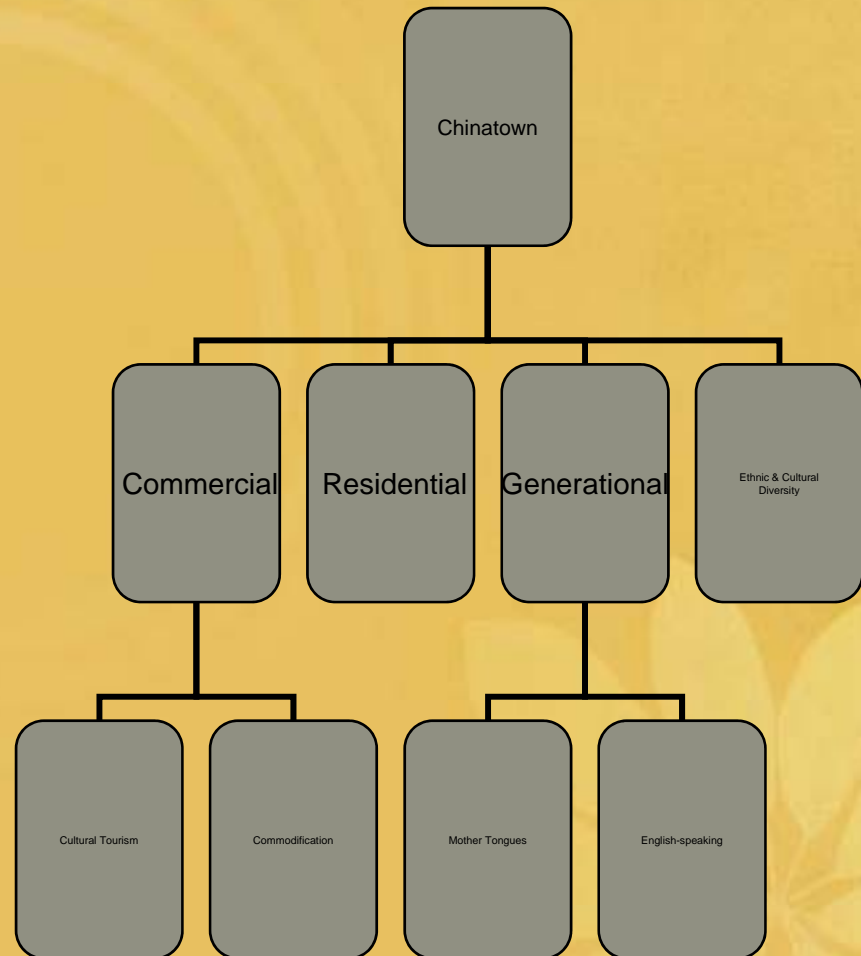 Chinatown
Commercial
Residential
Generational
Ethnic & Cultural
Diversity
Cultural Tourism
Commodification
Mother Tongues
English-speaking